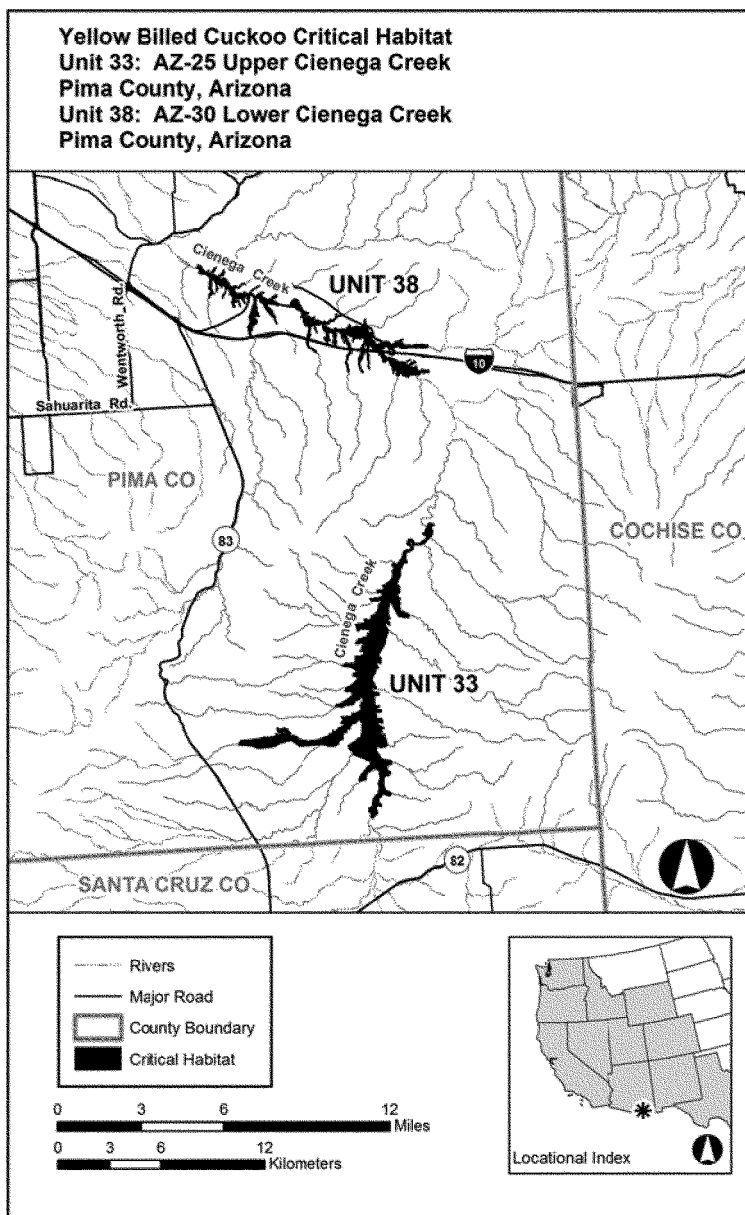 Yellow Billed Cuckoo Critical Habitat
Unit 33: AZ-25 Upper Cienega Creek
Pima County, Arizona
Unit 38: AZ-30 Lower Cienega Creek
Pima County, Arizona
Cienega Creek
UNIT 38
Wentworth Rd.
10
Sahuarita Rd.
PIMA CO
COCHISE CO
83
Cienega Creek
UNIT 33
82
SANTA CRUZ CO
Rivers
Major Road
County Boundary
Critical Habitat
0 3 6 12
Miles
0 3 6 12
Kilometers
Locational Index